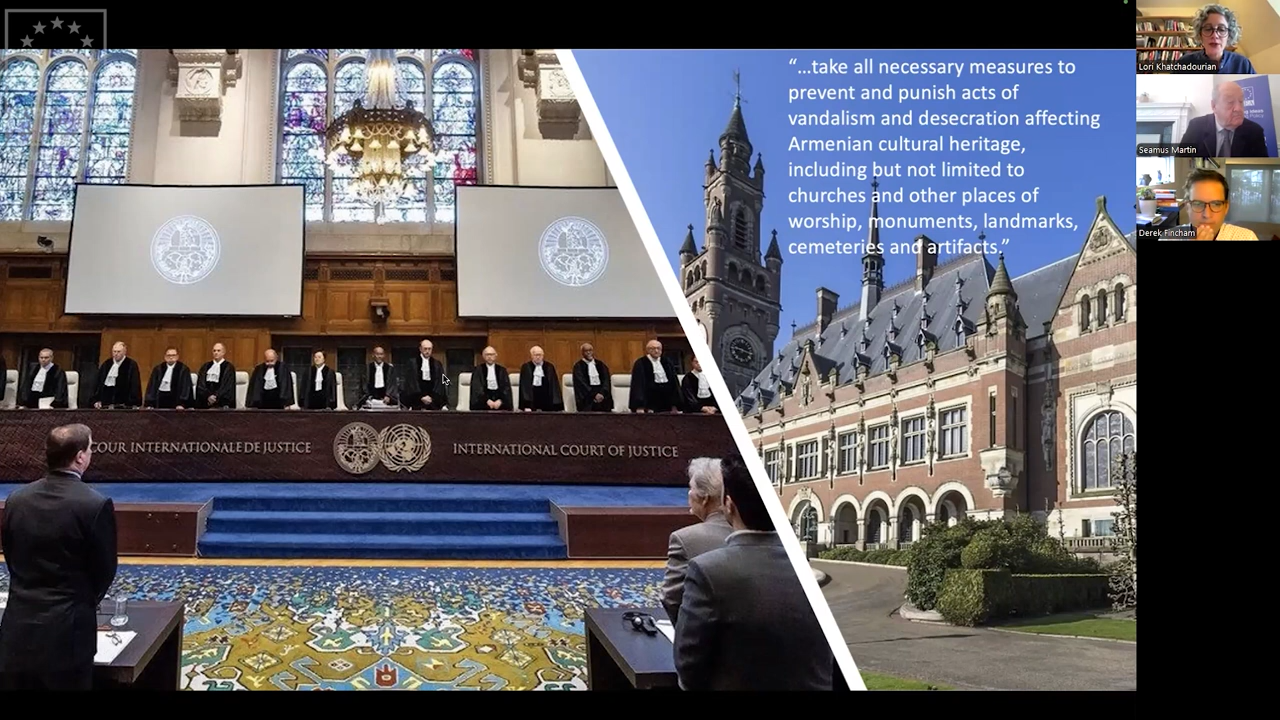 “…take all necessary measures to
prevent and punish acts of
vandalism and desecration affecting
Armenian cultural heritage,
including but not limited to
churches and other places of
worship, monuments, landmarks,
cemeteries and artifacts.”
COUR INTERNATIONALE DE JUSTICE
INTERNATIONAL COURT OF JUSTICE
Lori Khatchadourian
Seamus Martin
Derek Fincham